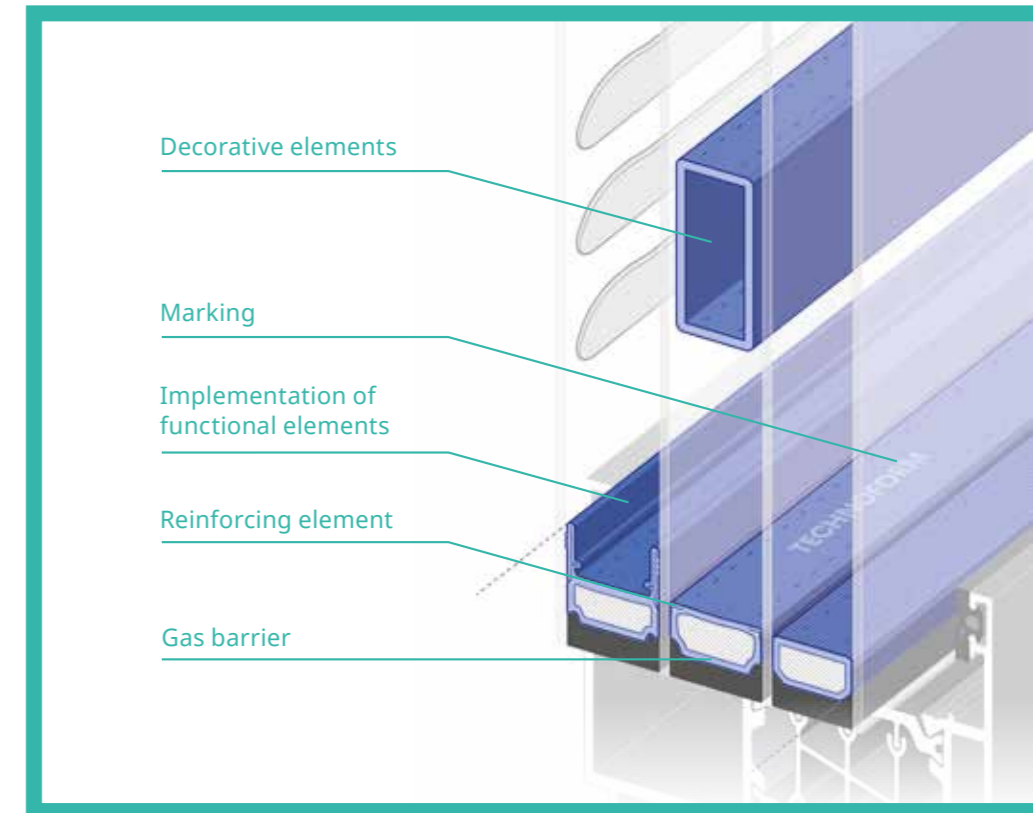 Decorative elements
Marking
Implementation of
functional elements
Reinforcing element
Gas barrier
TECHNOFORM